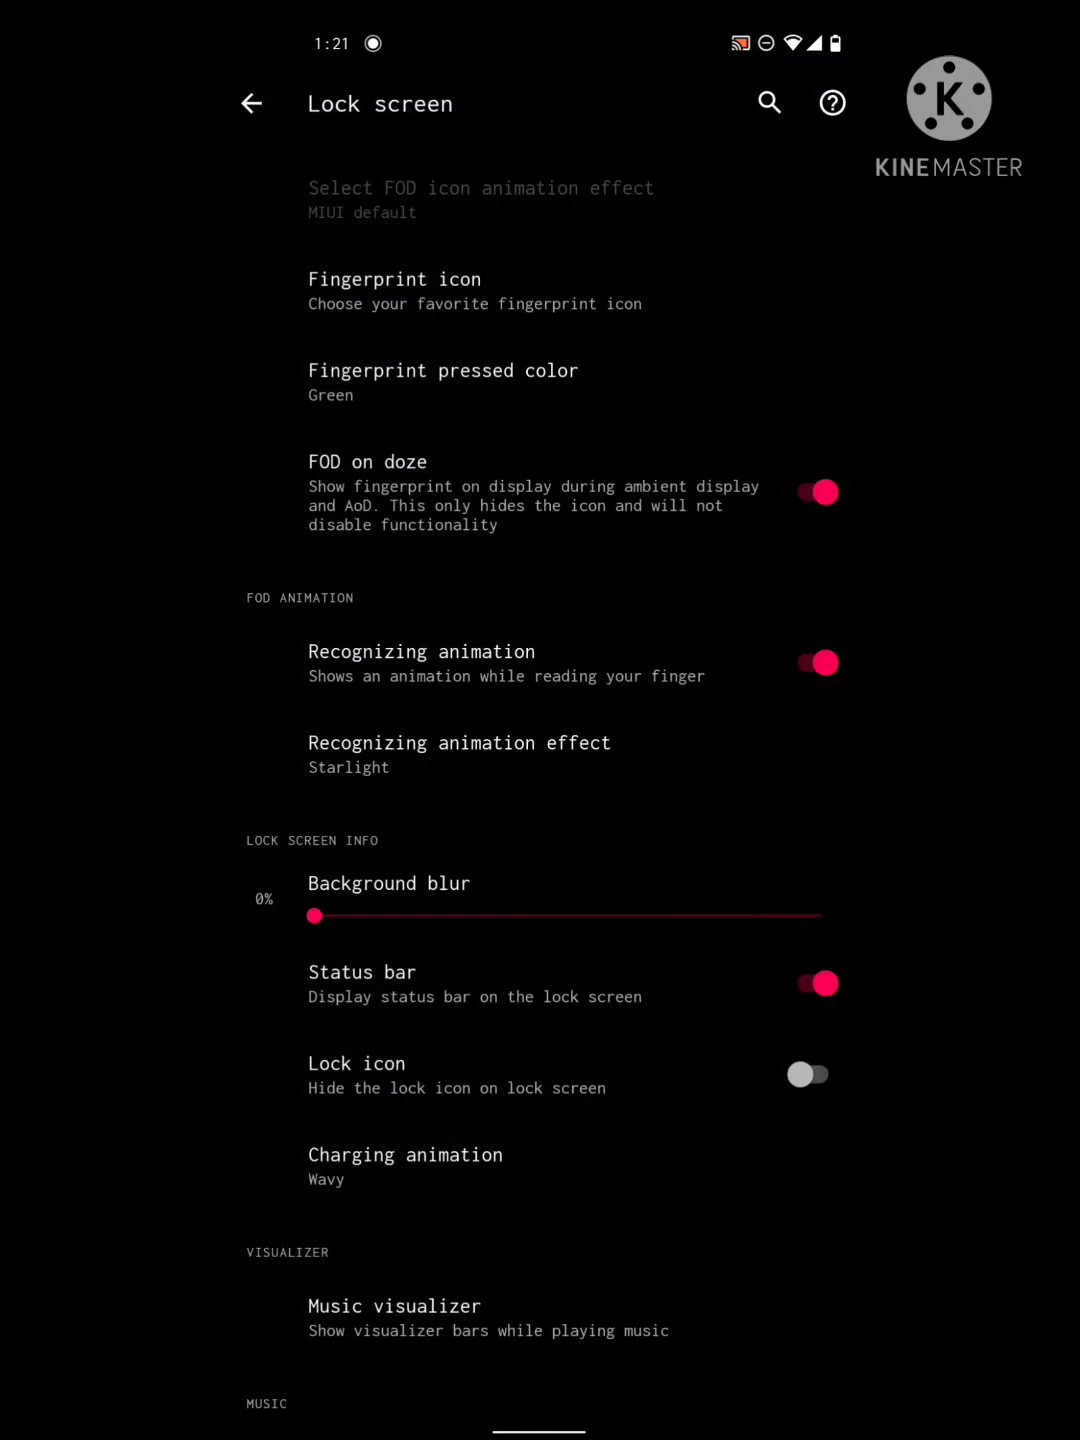 1:21
Lock screen
K
KINEMASTER
Select FOD icon animation effect
MIUI default
Fingerprint icon
Choose your favorite fingerprint icon
Fingerprint pressed color
Green
FOD on doze
Show fingerprint on display during ambient display
and AoD. This only hides the icon and will not
disable functionality
FOD ANIMATION
Recognizing animation
Shows an animation while reading your finger
Recognizing animation effect
Starlight
LOCK SCREEN INFO
0%
Background blur
Status bar
Display status bar on the lock screen
Lock icon
Hide the lock icon on lock screen
Charging animation
Wavy
VISUALIZER
Music visualizer
Show visualizer bars while playing music
MUSIC